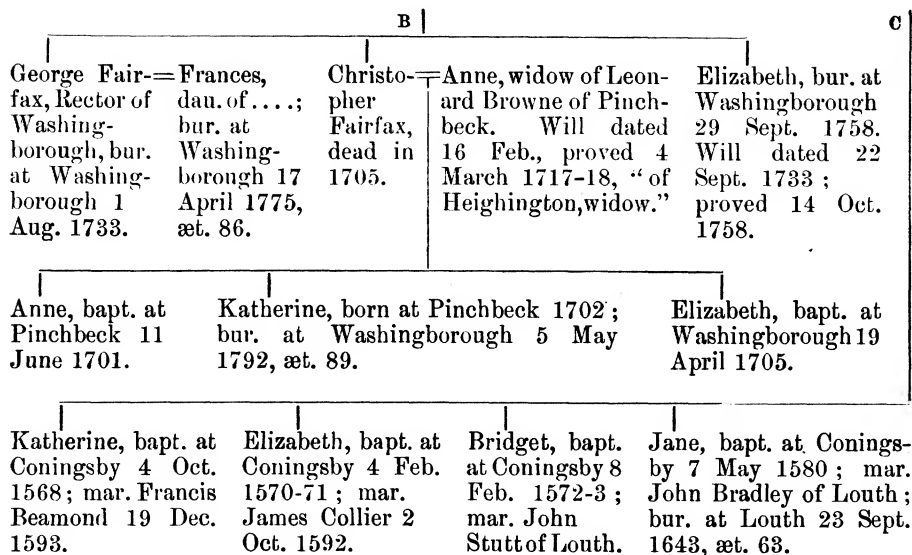 B C
George Fair-
fax, Rector of
Washing-
borough, bur.
at Washing-
borough 1
Aug. 1733.
=Frances,
dau. of....;
bur. at
Washing-
borough 17
April 1775,
æt. 86.
Christo-
pher
Fairfax,
dead in
1705.
=Anne, widow of Leon-
ard Browne of Pinch-
beck. Will dated
16 Feb., proved 4
March 1717-18, “of
Heighington, widow.”
Elizabeth, bur. at
Washingborough
29 Sept. 1758.
Will dated 22
Sept. 1733 ;
proved 14 Oct.
1758.
Anne, bapt. at
Pinchbeck 11
June 1701.
Katherine, born at Pinchbeck 1702 ;
bur. at Washingborough 5 May
1792, æt. 89.
Elizabeth, bapt. at
Washingborough 19
April 1705.
Katherine, bapt. at
Coningsby 4 Oct.
1568 ; mar. Francis
Beamond 19 Dec.
1593.
Elizabeth, bapt. at
Coningsby 4 Feb.
1570-71 ; mar.
James Collier 2
Oct. 1592.
Bridget, bapt.
at Coningsby 8
Feb. 1572-3 ;
mar. John
Stutt of Louth.
Jane, bapt. at Conings-
by 7 May 1580 ; mar.
John Bradley of Louth ;
bur. at Louth 23 Sept.
1643, æt. 63.